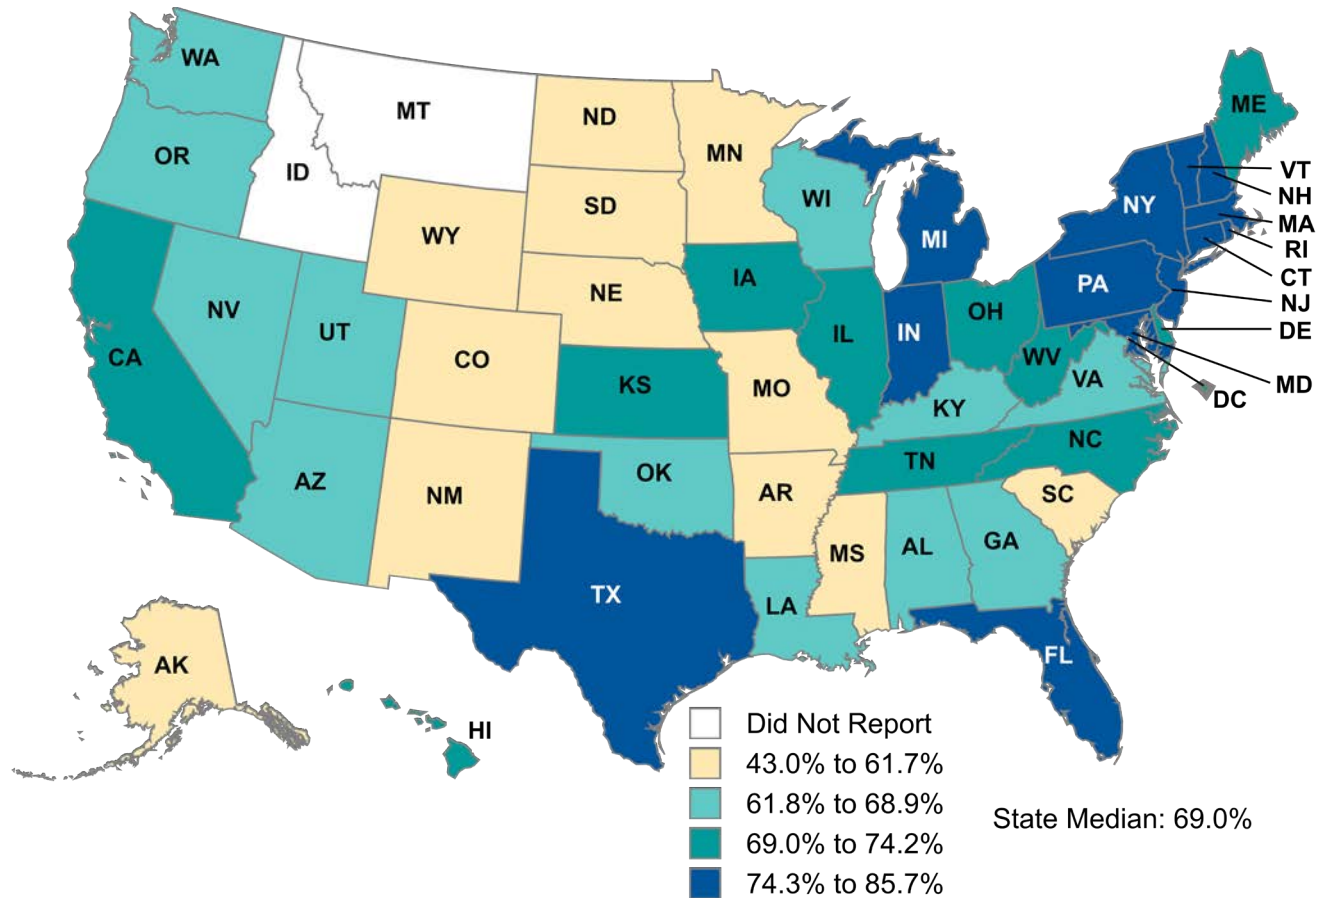 WA
MT
ND
MN
ME
OR
ID
SD
WI
VT
NH
NY
MA
WY
MI
RI
CT
NE
IA
PA
NJ
NV
UT
CO
IL
IN
OH
DE
CA
KS
MO
WV
VA
MD
DC
KY
AZ
NM
OK
AR
TN
NC
SC
MS
AL
GA
TX
LA
FL
AK
HI
Did Not Report
43.0% to 61.7%
61.8% to 68.9%
69.0% to 74.2%
74.3% to 85.7%
State Median: 69.0%